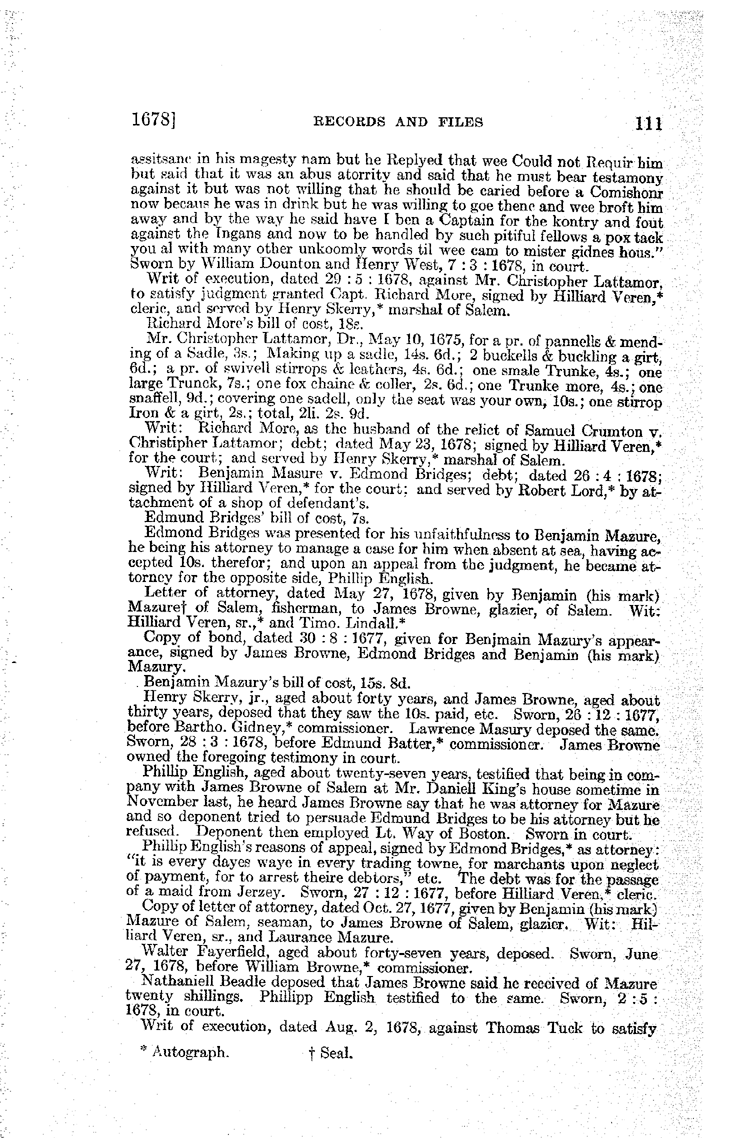 1678] RECORDS AND FILES 111
assitsanc in his magesty nam but he Replyed that wee Could not Requir him
but said that it was an abus atorrity and said that he must bear testamony
against it but was not willing that he should be caried before a Comishonr
now becaus he was in drink but he was willing to goe thenc and wee broft him
away and by the way he said have I ben a Captain for the kontry and fout
against the Ingans and now to be handled by such pitiful fellows a pox tack
you al with many other unkoomly words til wee cam to mister gidnes hous."
Sworn by William Dounton and Henry West, 7 : 3 : 1678, in court.
Writ of execution, dated 29 : 5 : 1678, against Mr. Christopher Lattamor,
to satisfy judgment granted Capt. Richard More, signed by Hilliard Veren,*
cleric, and served by Henry Skerry,* marshal of Salem.
Richard More's bill of cost, 18s.
Mr. Christopher Lattamor, Dr., May 10, 1675, for a pr. of pannells & mend-
ing of a Sadle, 3s.; Making up a sadle, 14s. 6d.; 2 buckells & buckling a girt,
6d.; a pr. of swivell stirrops & leathers, 4s. 6d.; one smale Trunke, 4s.; one
large Trunck, 7s.; one fox chaine & coller, 2s. 6d.; one Trunke more, 4s.; one
snaffell, 9d.; covering one sadell, only the seat was your own, 10s.; one stirrop
Iron & a girt, 2s.; total, 2li. 2s. 9d.
Writ: Richard More, as the husband of the relict of Samuel Crumton v.
Christipher Lattamor; debt; dated May 23, 1678; signed by Hilliard Veren,*
for the court; and served by Henry Skerry,* marshal of Salem.
Writ: Benjamin Masure v. Edmond Bridges; debt; dated 26 : 4 : 1678;
signed by Hilliard Veren,* for the court; and served by Robert Lord,* by at-
tachment of a shop of defendant's.
Edmund Bridges' bill of cost, 7s.
Edmond Bridges was presented for his unfaithfulness to Benjamin Mazure,
he being his attorney to manage a case for him when absent at sea, having ac-
cepted 10s. therefor; and upon an appeal from the judgment, he became at-
torney for the opposite side, Phillip English.
Letter of attorney, dated May 27, 1678, given by Benjamin (his mark)
Mazure† of Salem, fisherman, to James Browne, glazier, of Salem. Wit:
Hilliard Veren, sr.,* and Timo. Lindall.*
Copy of bond, dated 30 : 8 : 1677, given for Benjmain Mazury's appear-
ance, signed by James Browne, Edmond Bridges and Benjamin (his mark)
Mazury.
Benjamin Mazury's bill of cost, 15s. 8d.
Henry Skerry, jr., aged about forty years, and James Browne, aged about
thirty years, deposed that they saw the 10s. paid, etc. Sworn, 26 : 12 : 1677,
before Bartho. Gidney,* commissioner. Lawrence Masury deposed the same.
Sworn, 28 : 3 : 1678, before Edmund Batter,* commissioner. James Browne
owned the foregoing testimony in court.
Phillip English, aged about twenty-seven years, testified that being in com-
pany with James Browne of Salem at Mr. Daniell King's house sometime in
November last, he heard James Browne say that he was attorney for Mazure
and so deponent tried to persuade Edmund Bridges to be his attorney but he
refused. Deponent then employed Lt. Way of Boston. Sworn in court.
Phillip English's reasons of appeal, signed by Edmond Bridges,* as attorney:
"it is every dayes waye in every trading towne, for marchants upon neglect
of payment, for to arrest theire debtors," etc. The debt was for the passage
of a maid from Jerzey. Sworn, 27 : 12 : 1677, before Hilliard Veren,* cleric.
Copy of letter of attorney, dated Oct. 27, 1677, given by Benjamin (his mark)
Mazure of Salem, seaman, to James Browne of Salem, glazier. Wit: Hil-
liard Veren, sr., and Laurance Mazure.
Walter Fayerfield, aged about forty-seven years, deposed. Sworn, June
27, 1678, before William Browne,* commissioner.
Nathaniell Beadle deposed that James Browne said he received of Mazure
twenty shillings. Phillipp English testified to the same. Sworn, 2 : 5 :
1678, in court.
Writ of execution, dated Aug. 2, 1678, against Thomas Tuck to satisfy
* Autograph. † Seal.